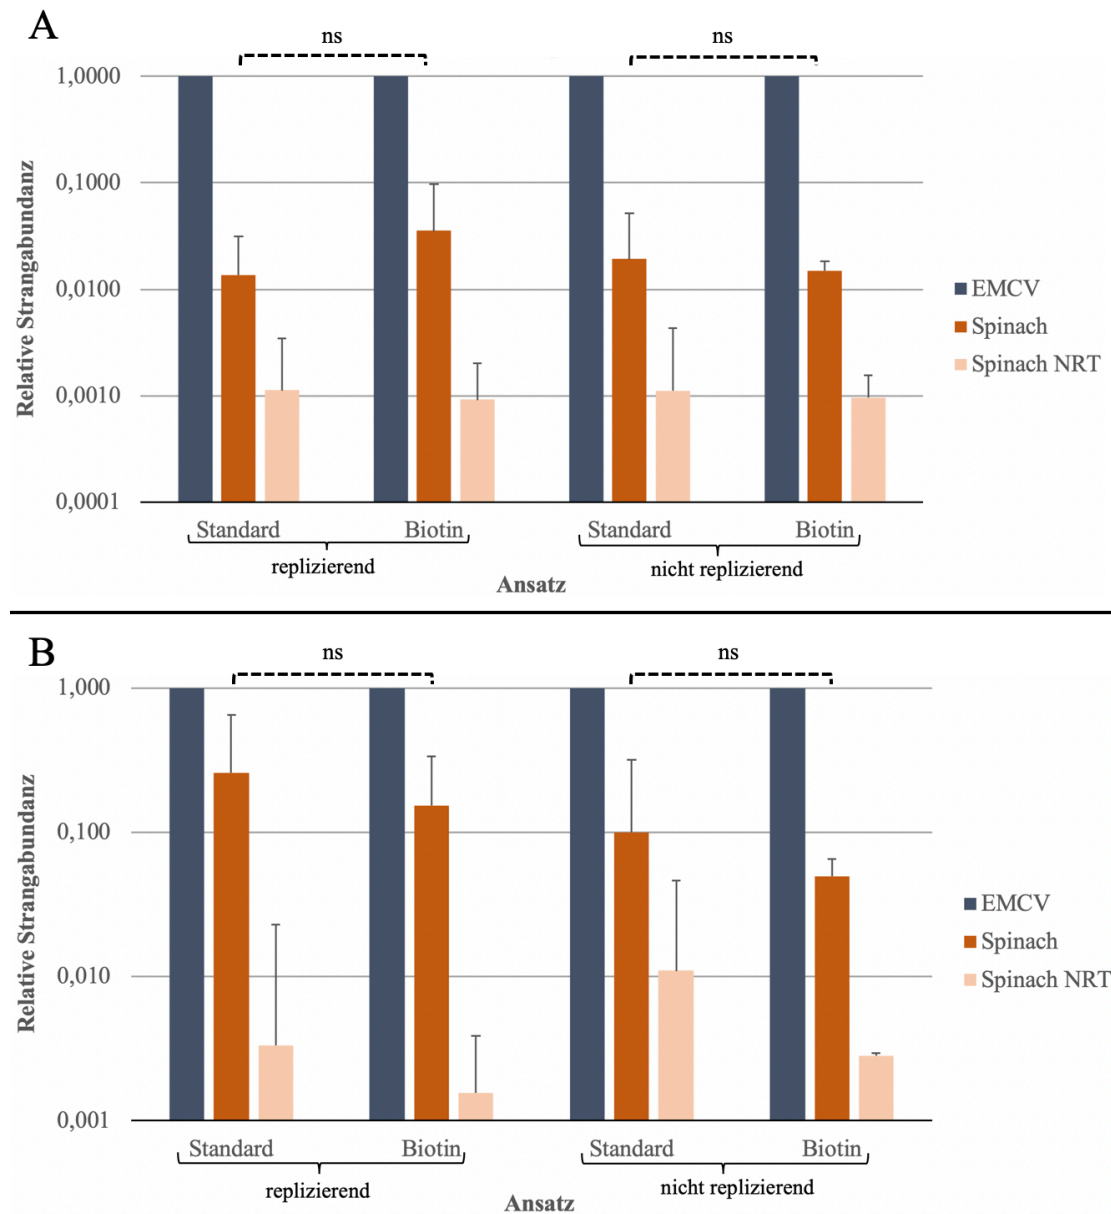 A
ns
ns
1,0000
0,1000
0,0100
0,0010
0,0001
Relative Strangabundanz
EMCV
Spinach
Spinach NRT
Standard
Biotin
Standard
Biotin
replizierend
nicht replizierend
Ansatz
B
ns
ns
1,000
0,100
0,010
0,001
Relative Strangabundanz
EMCV
Spinach
Spinach NRT
Standard
Biotin
Standard
Biotin
replizierend
nicht replizierend
Ansatz